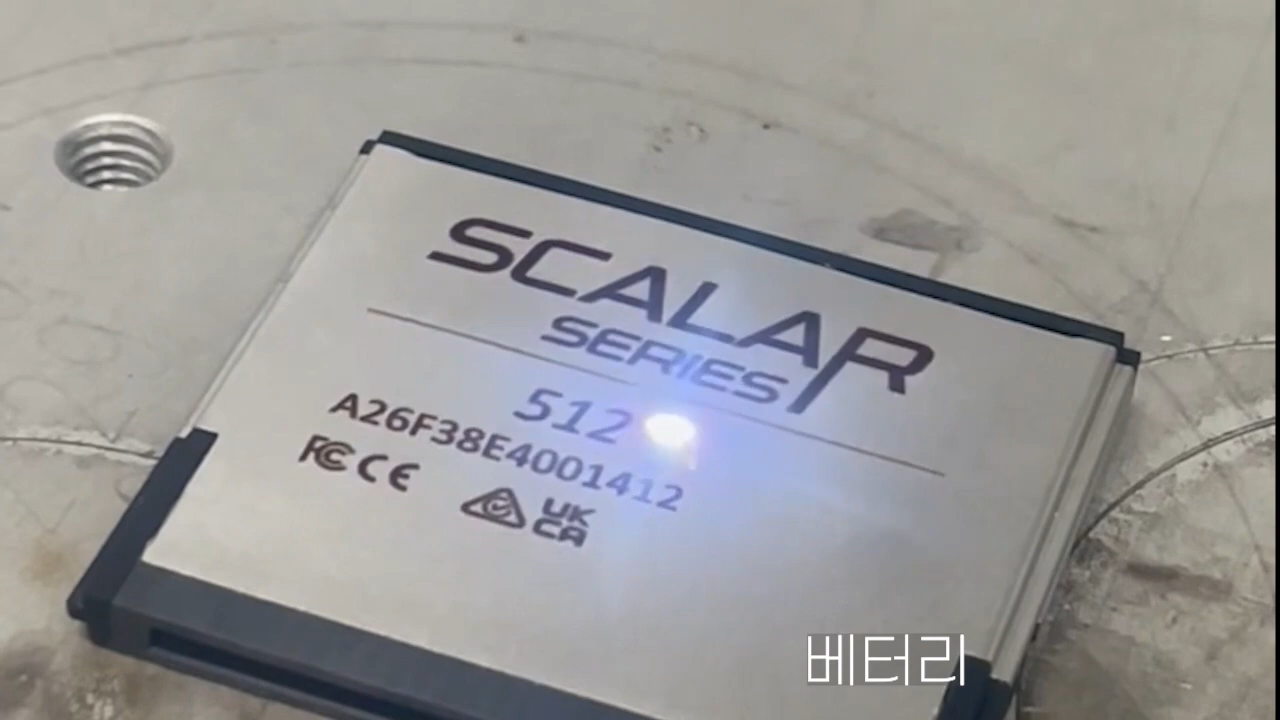 SCALAR
SERIES
512
A26F38E4001412
FC CE
UK
CA
베터리